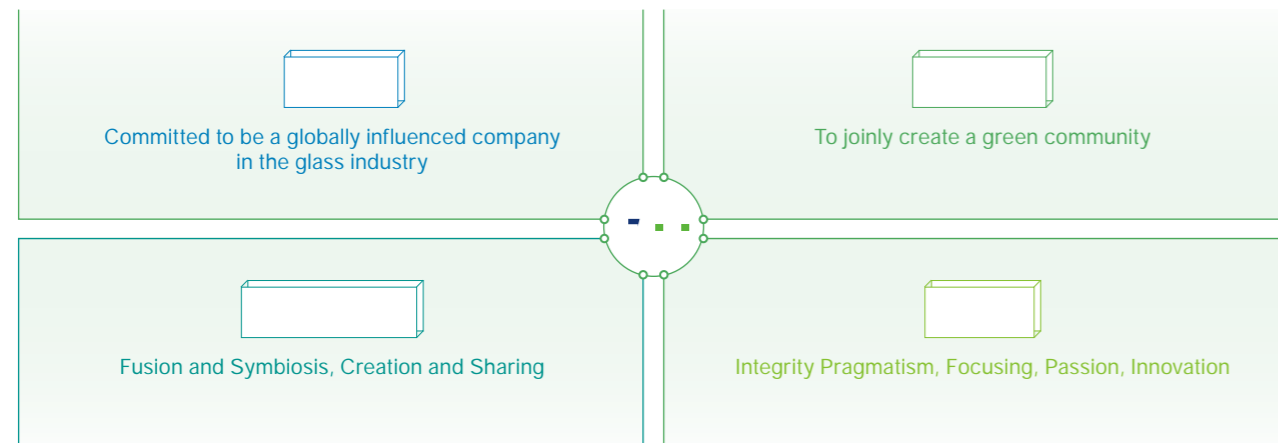 Committed to be a globally influenced company
in the glass industry
To joinly create a green community
Fusion and Symbiosis, Creation and Sharing
Integrity Pragmatism, Focusing, Passion, Innovation